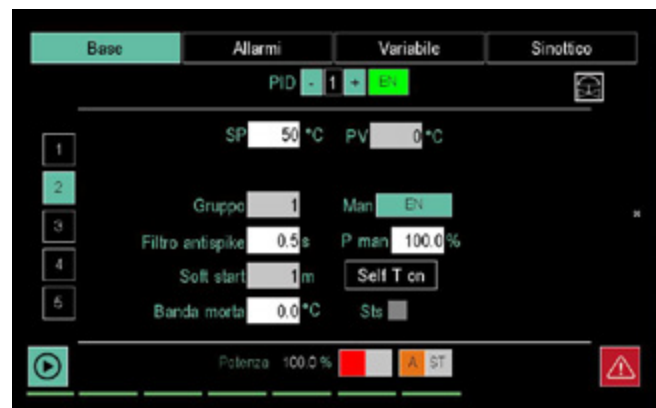 Base Allarmi Variabile Sinottico
PID - 1 + EN
SP 50 °C PV 0 °C
1
2
Gruppo 1 Man EN
3
Filtro antispike 0.5 s P man 100.0 %
4
Soft start 1 m Self T on
5
Banda morta 0.0 °C Sts
Potenza 100.0 % A ST